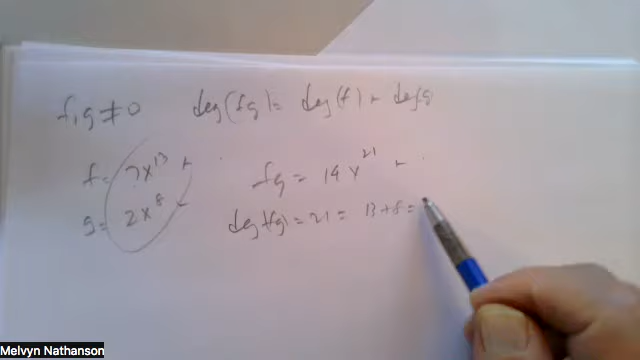 f,g ≠ 0 deg(fg) = deg(f) + deg(g
f = 7x^13 + .
g = 2x^8 +
fg = 14x^21 + .
deg(fg) = 21 = 13+8 =
Melvyn Nathanson